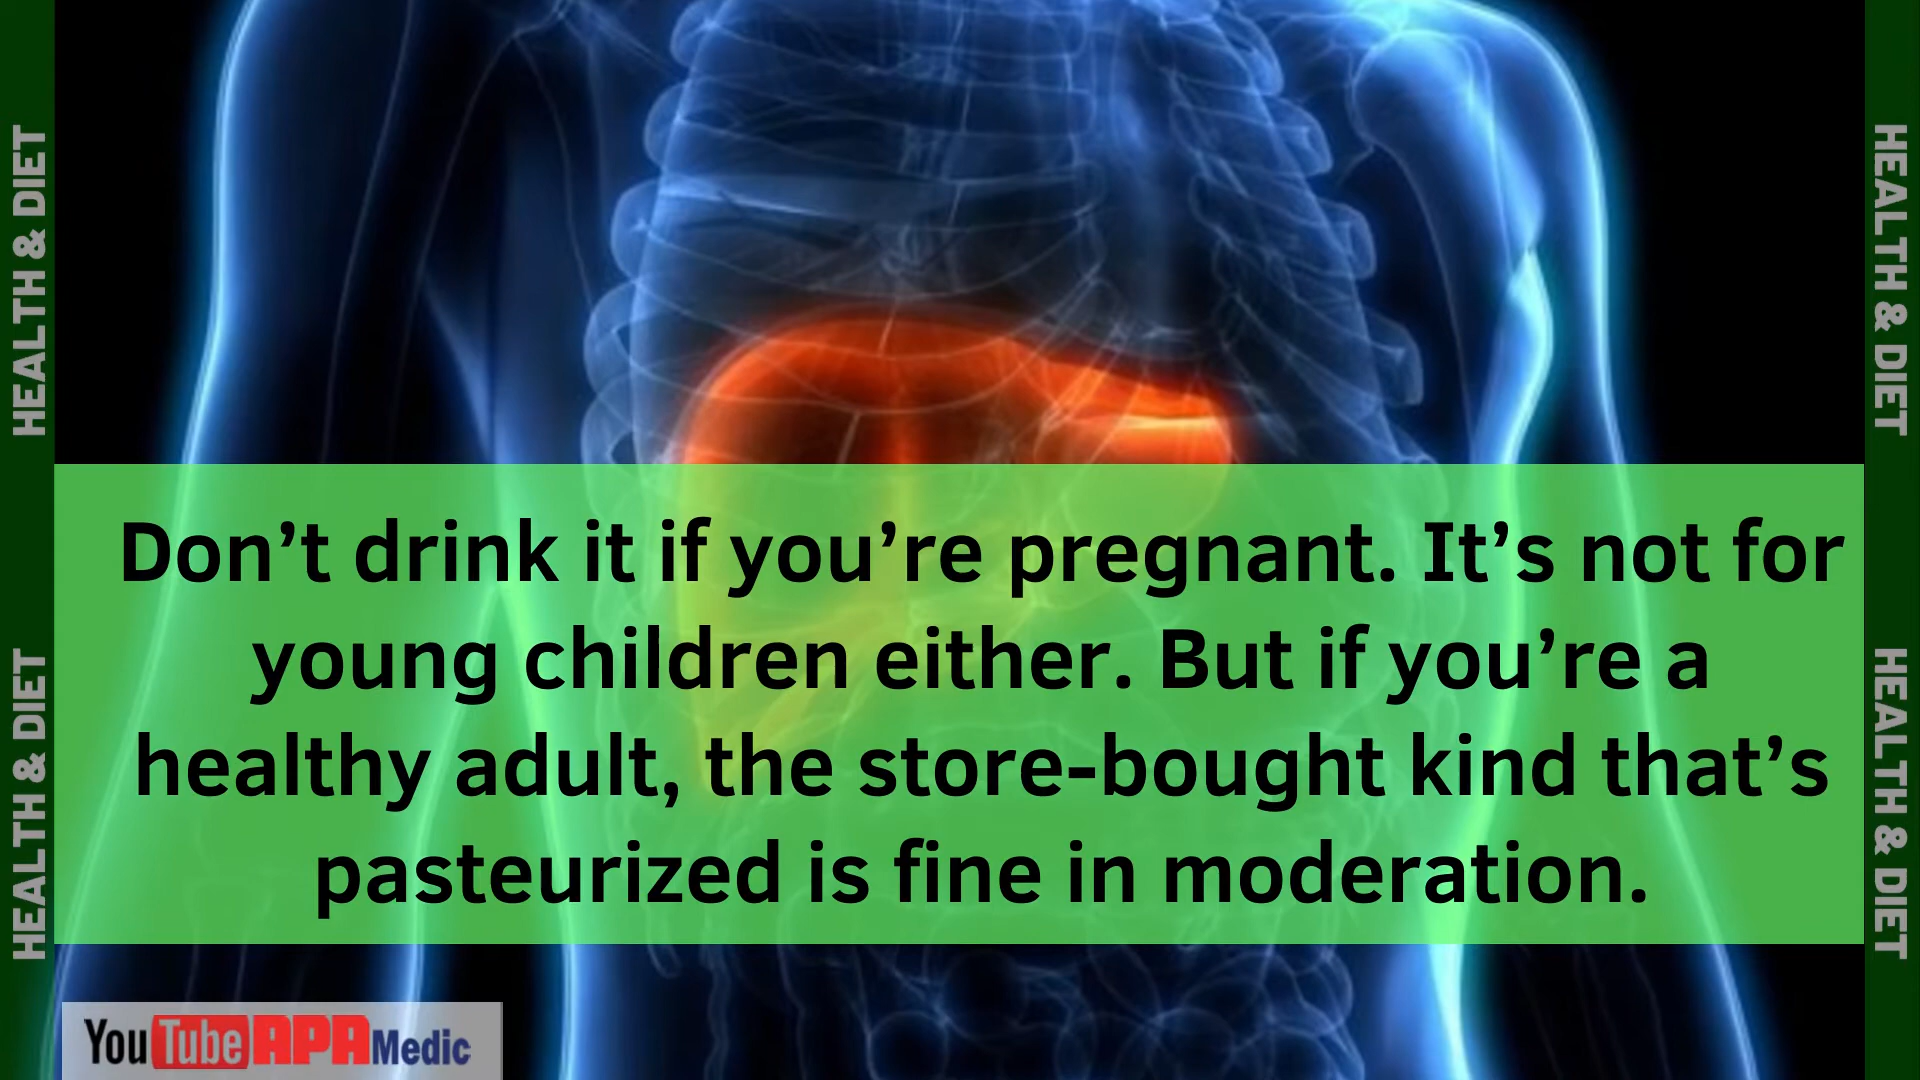 HEALTH & DIET
HEALTH & DIET
HEALTH & DIET
HEALTH & DIET
Don’t drink it if you’re pregnant. It’s not for
young children either. But if you’re a
healthy adult, the store-bought kind that’s
pasteurized is fine in moderation.
YouTube APA Medic